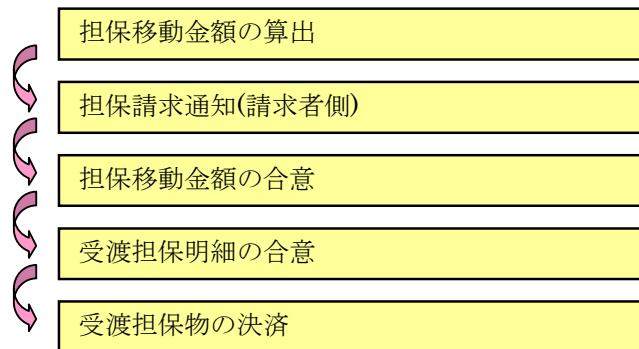 担保移動金額の算出
担保請求通知(請求者側)
担保移動金額の合意
受渡担保明細の合意
受渡担保物の決済